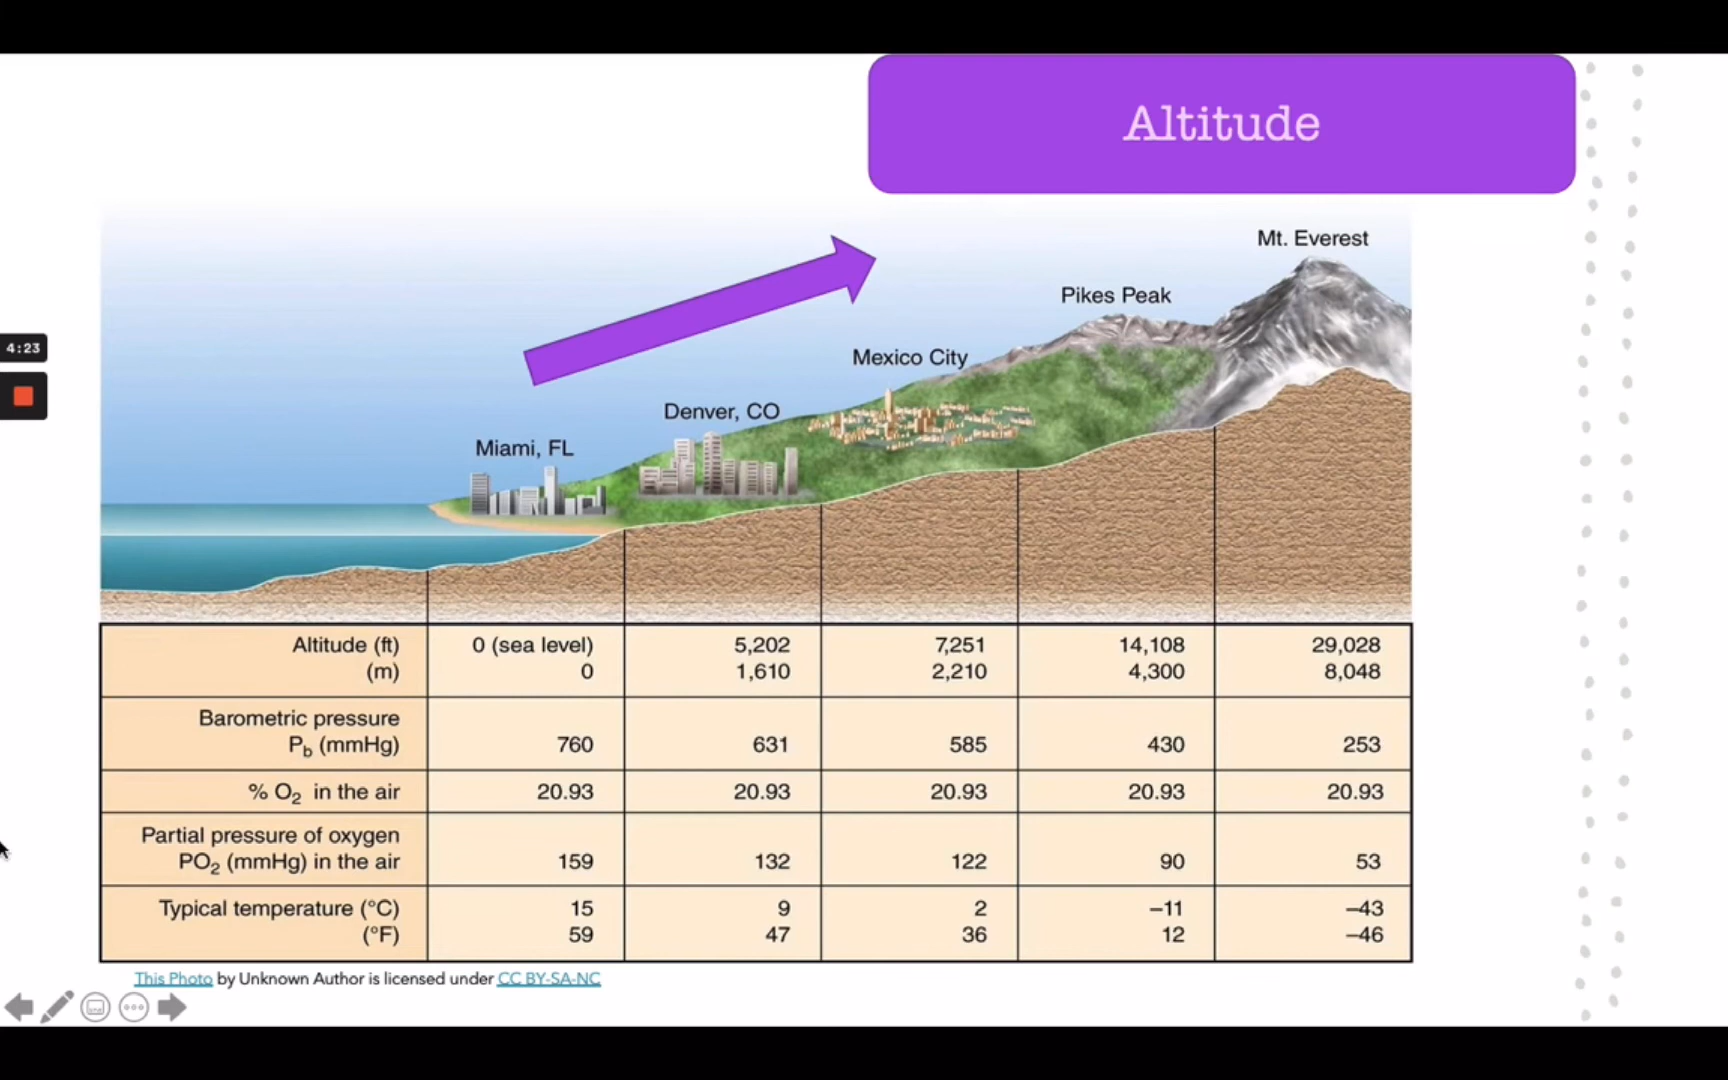 Altitude
Mt. Everest
Pikes Peak
4:23
Mexico City
Denver, CO
Miami, FL
Altitude (ft) 0 (sea level) 5,202 7,251 14,108 29,028
(m) 0 1,610 2,210 4,300 8,048
Barometric pressure
Pb (mmHg) 760 631 585 430 253
% O2 in the air 20.93 20.93 20.93 20.93 20.93
Partial pressure of oxygen
PO2 (mmHg) in the air 159 132 122 90 53
Typical temperature (°C) 15 9 2 –11 –43
(°F) 59 47 36 12 –46
This Photo by Unknown Author is licensed under CC BY-SA-NC